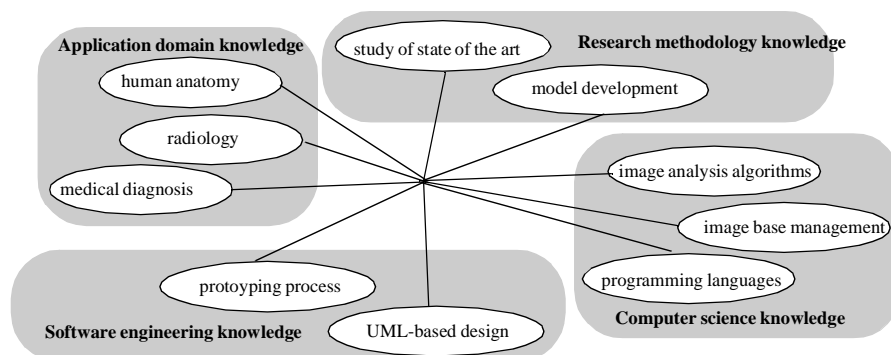 Application domain knowledge
human anatomy
radiology
medical diagnosis
study of state of the art
Research methodology knowledge
model development
image analysis algorithms
image base management
programming languages
Computer science knowledge
protoyping process
Software engineering knowledge
UML-based design